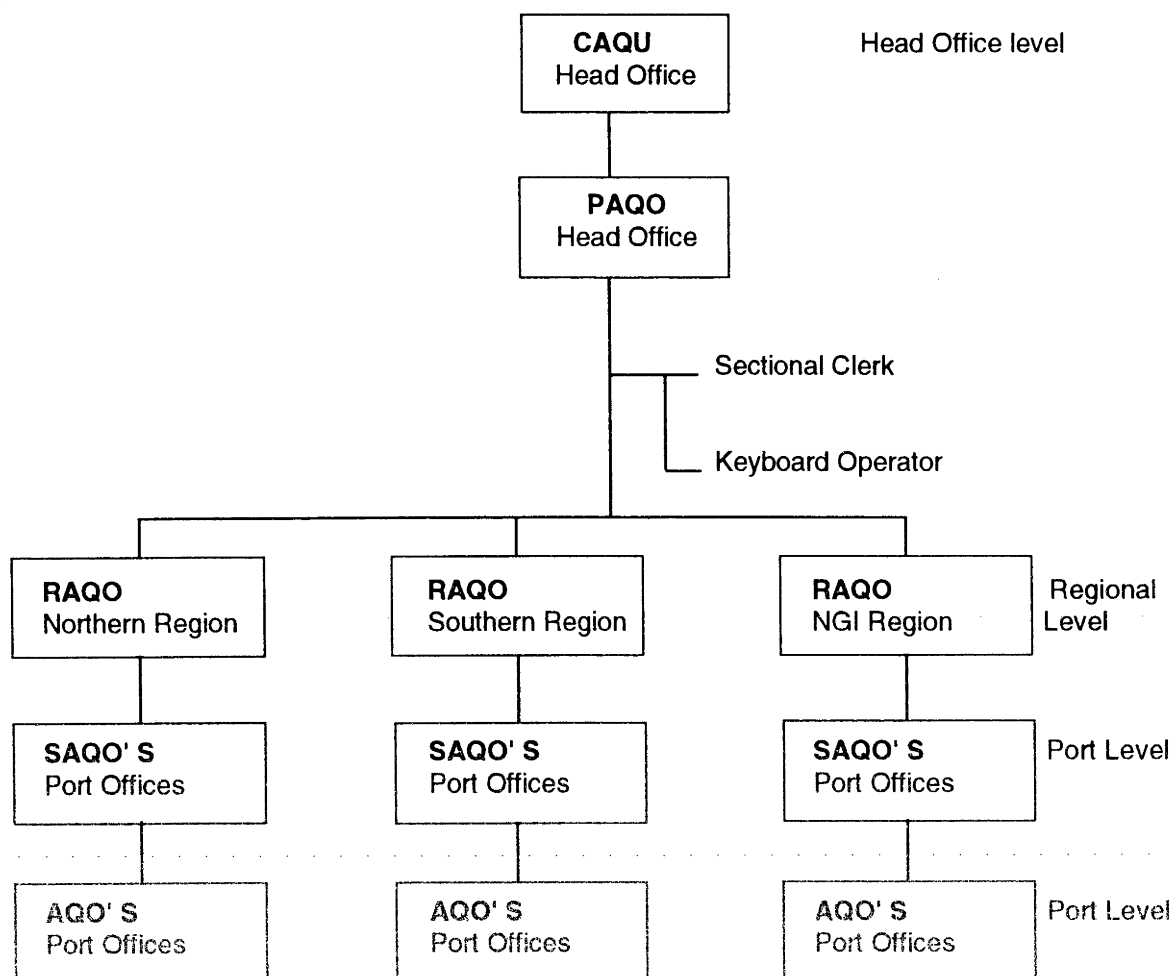 CAQU
Head Office
Head Office level
PAQO
Head Office
Sectional Clerk
Keyboard Operator
RAQO
Northern Region
RAQO
Southern Region
RAQO
NGI Region
Regional
Level
SAQO' S
Port Offices
SAQO' S
Port Offices
SAQO' S
Port Offices
Port Level
AQO' S
Port Offices
AQO' S
Port Offices
AQO' S
Port Offices
Port Level